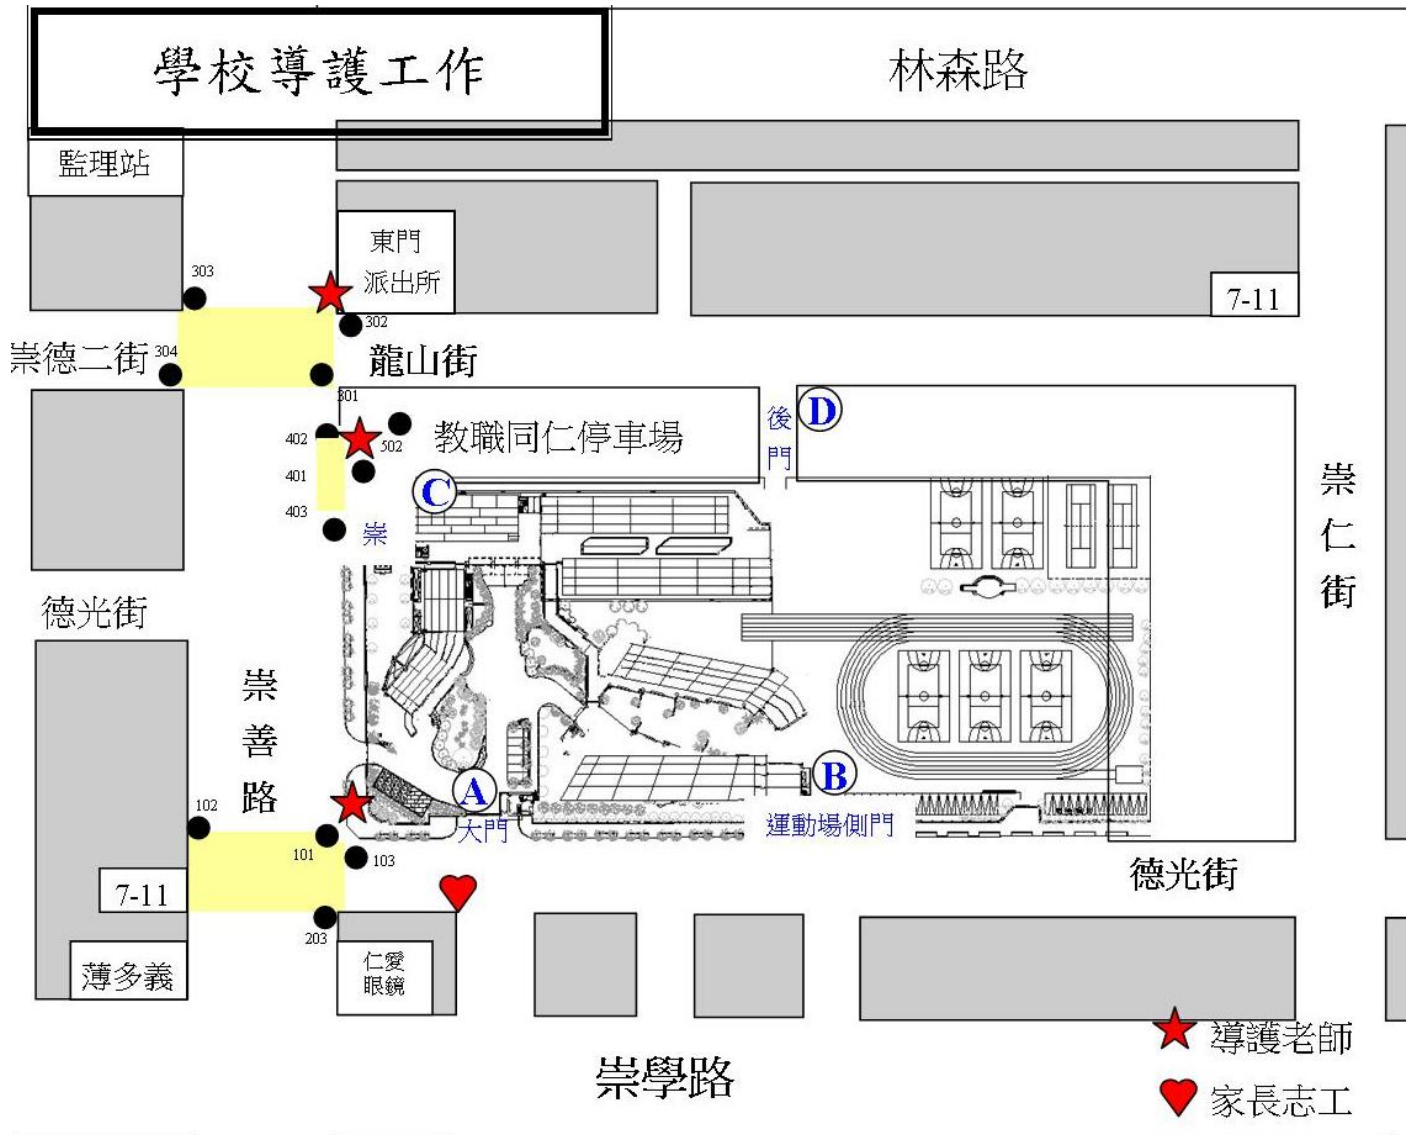 學校導護工作
林森路
監理站
東門
派出所
303
302
7-11
崇德二街
304
龍山街
301
402
502
教職同仁停車場
後門
D
401
C
403
崇
崇仁街
德光街
崇善路
A
B
102
101
103
大門
運動場側門
德光街
7-11
203
薄多義
仁愛
眼鏡
導護老師
崇學路
家長志工